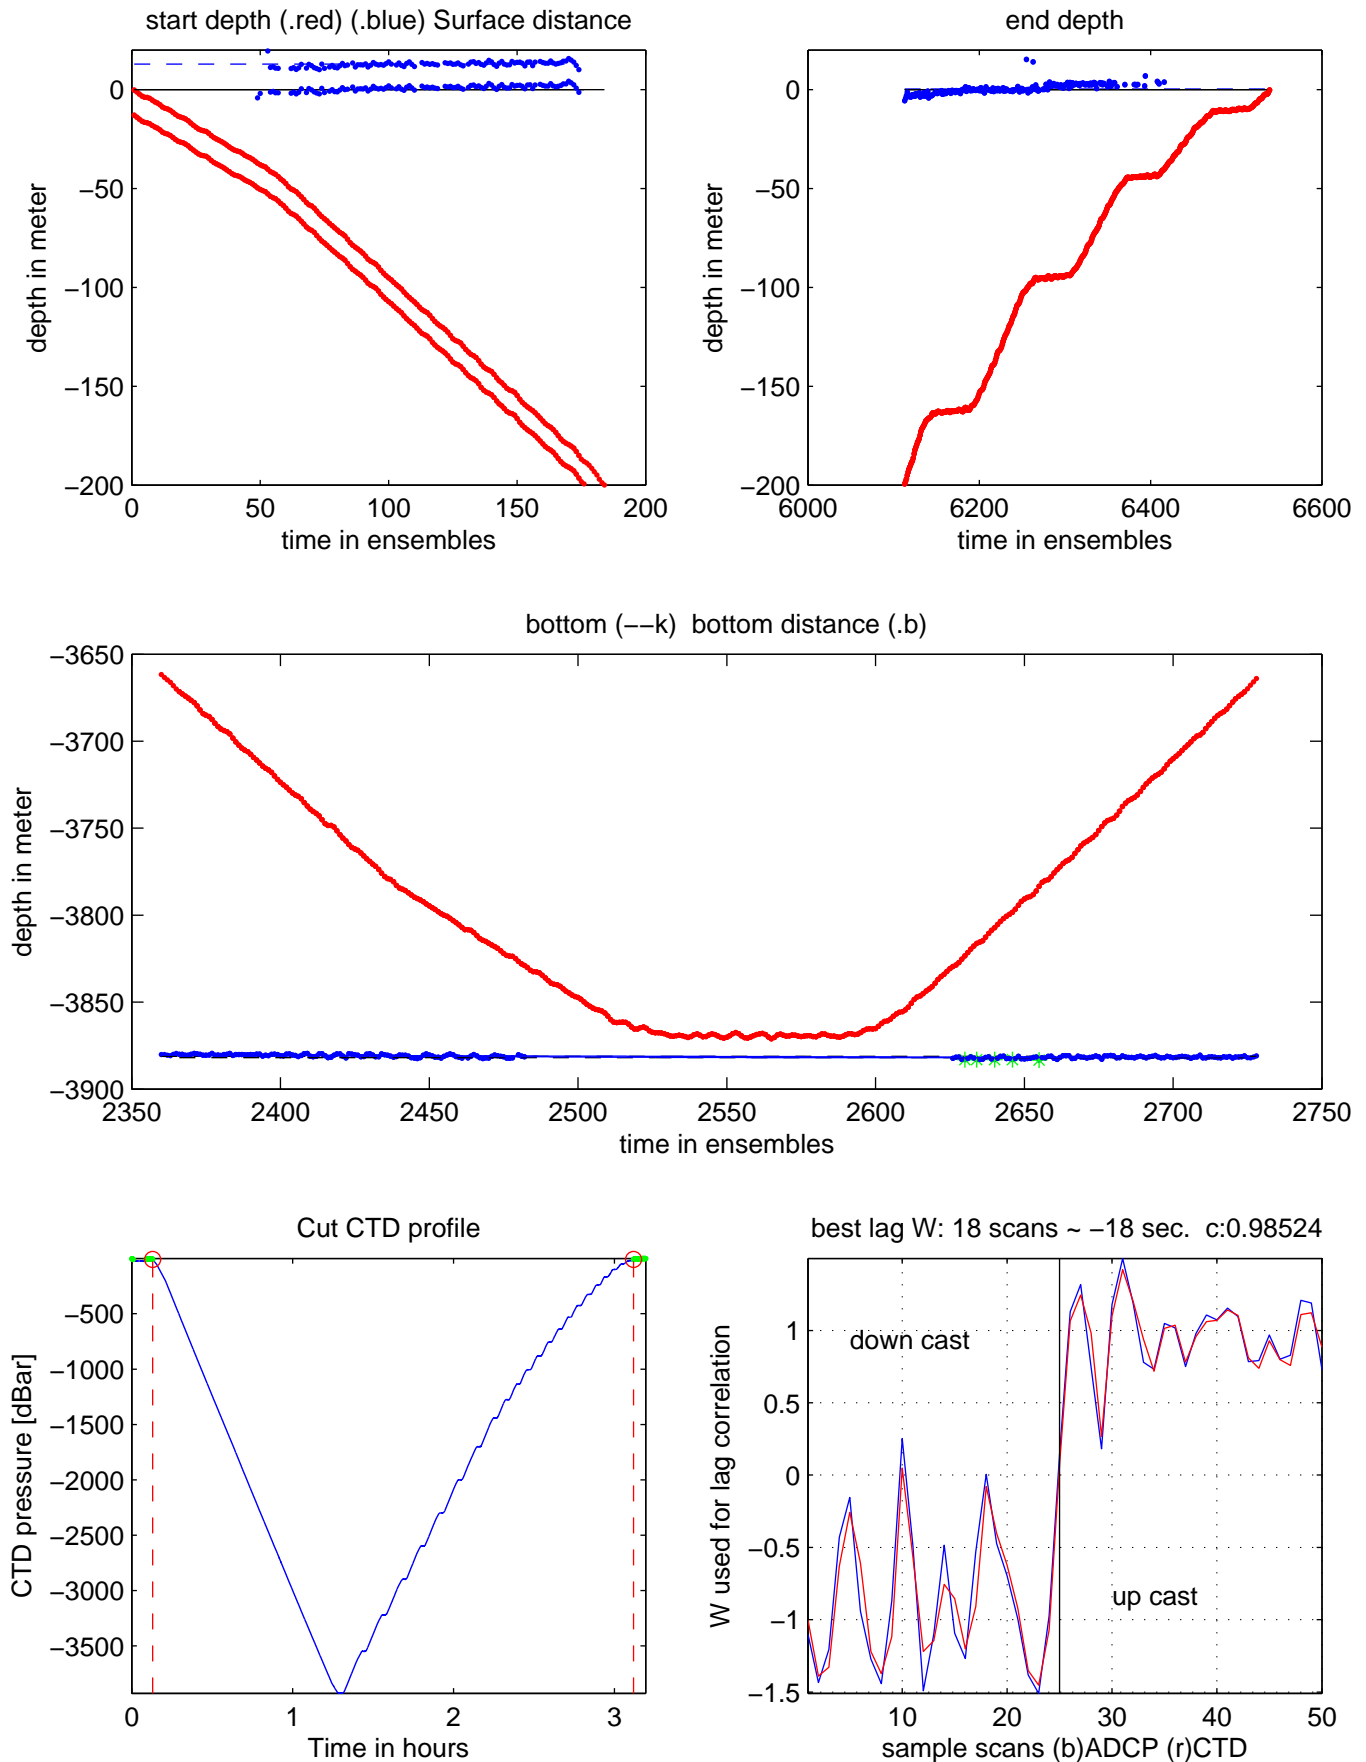 start depth (.red) (.blue) Surface distance
0
−50
−100
−150
−200
depth in meter
0 50 100 150 200
time in ensembles
end depth
0
−50
−100
−150
−200
depth in meter
6000 6200 6400 6600
time in ensembles
bottom (−−k)  bottom distance (.b)
−3650
−3700
−3750
−3800
−3850
−3900
depth in meter
2350 2400 2450 2500 2550 2600 2650 2700 2750
time in ensembles
Cut CTD profile
−500
−1000
−1500
−2000
−2500
−3000
−3500
CTD pressure [dBar]
0 1 2 3
Time in hours
best lag W: 18 scans ~ −18 sec.  c:0.98524
1
0.5
0
−0.5
−1
−1.5
W used for lag correlation
down cast
up cast
10 20 30 40 50
sample scans (b)ADCP (r)CTD